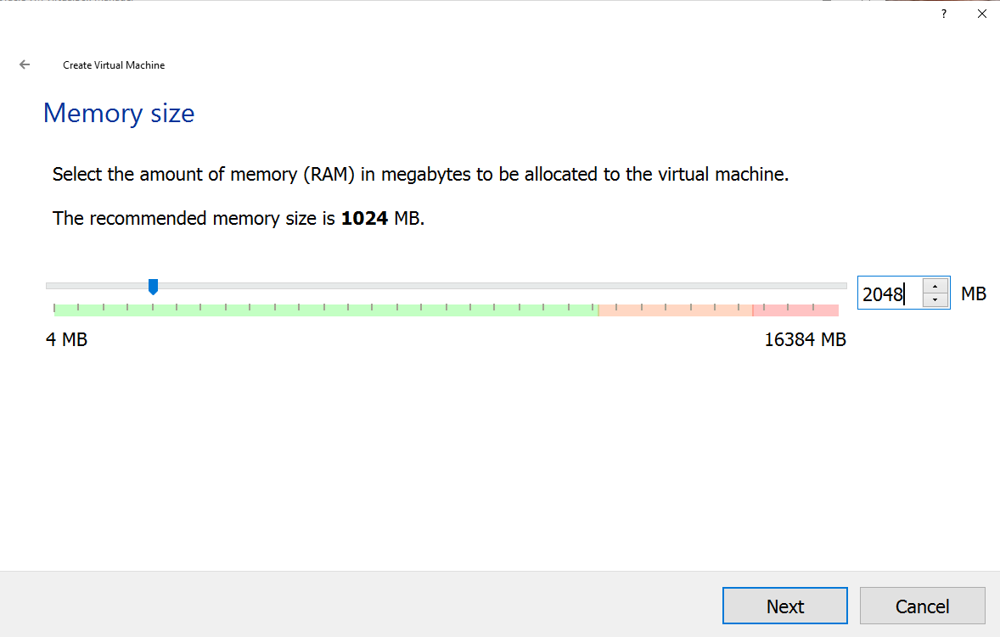 ?
Create Virtual Machine
Memory size
Select the amount of memory (RAM) in megabytes to be allocated to the virtual machine.
The recommended memory size is 1024 MB.
2048 MB
4 MB 16384 MB
Next Cancel